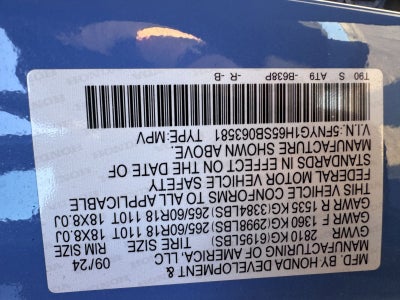 MFD. BY HONDA DEVELOPMENT &
MANUFACTURING OF AMERICA, LLC 09/24
GVWR TIRE SIZE RIM SIZE
2810 KG(6195LBS)
GAWR F 1360 KG(2998LBS) 265/60R18 110T 18X8.0J
GAWR R 1535 KG(3384LBS) 265/60R18 110T 18X8.0J
THIS VEHICLE CONFORMS TO ALL APPLICABLE
FEDERAL MOTOR VEHICLE SAFETY
STANDARDS IN EFFECT ON THE DATE OF
MANUFACTURE SHOWN ABOVE.
V.I.N.:5FNYG1H65SB063581 TYPE:MPV
T90 S AT9 -B638P -R -B